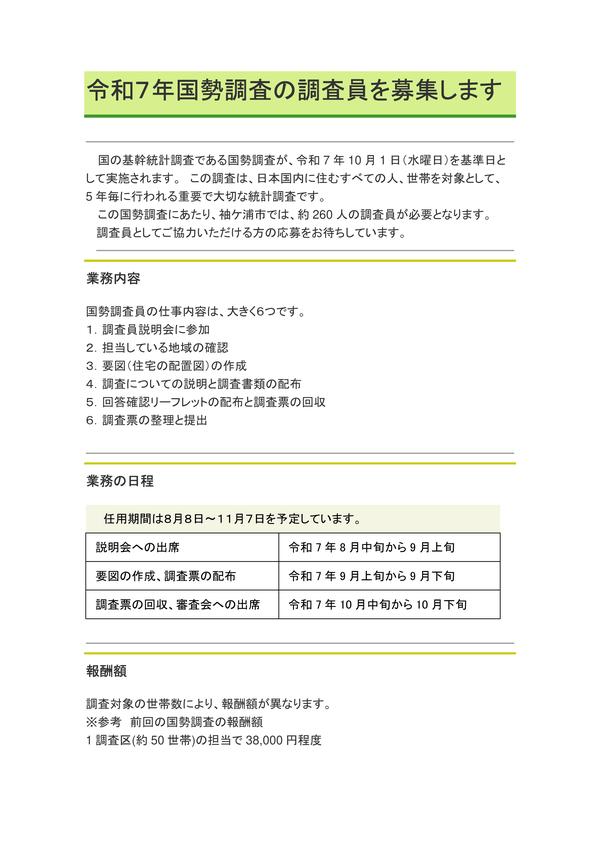 令和７年国勢調査の調査員を募集します
国の基幹統計調査である国勢調査が、令和 7 年 10 月 1 日（水曜日）を基準日と
して実施されます。 この調査は、日本国内に住むすべての人、世帯を対象として、
5 年毎に行われる重要で大切な統計調査です。
この国勢調査にあたり、袖ケ浦市では、約 260 人の調査員が必要となります。
調査員としてご協力いただける方の応募をお待ちしています。
業務内容
国勢調査員の仕事内容は、大きく６つです。
１．調査員説明会に参加
２．担当している地域の確認
３．要図（住宅の配置図）の作成
４．調査についての説明と調査書類の配布
５．回答確認リーフレットの配布と調査票の回収
６．調査票の整理と提出
業務の日程
任用期間は８月８日～１１月７日を予定しています。
説明会への出席 令和 7 年 8 月中旬から 9 月上旬
要図の作成、調査票の配布 令和 7 年 9 月上旬から 9 月下旬
調査票の回収、審査会への出席 令和 7 年 10 月中旬から 10 月下旬
報酬額
調査対象の世帯数により、報酬額が異なります。
※参考 前回の国勢調査の報酬額
1 調査区(約 50 世帯)の担当で 38,000 円程度